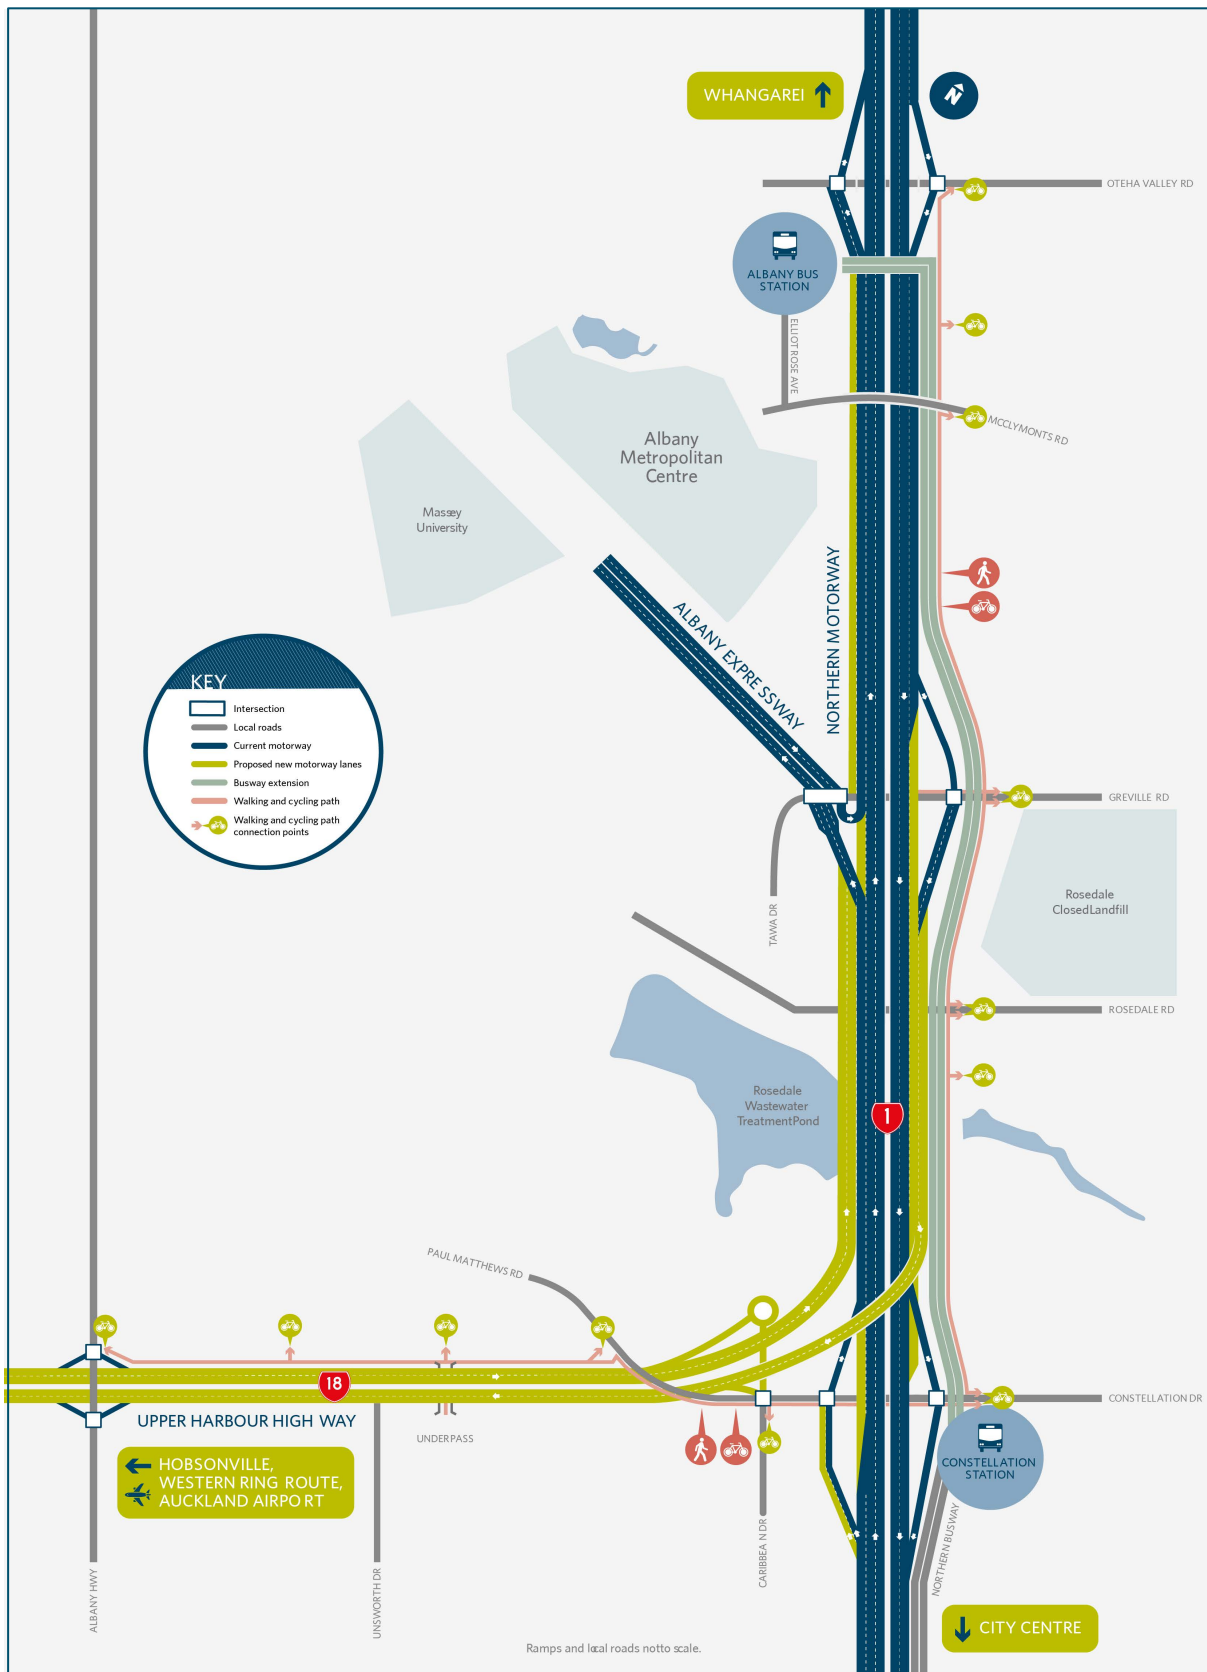 WHANGAREI
N
OTEHA VALLEY RD
ALBANY BUS
STATION
ELLIOT ROSE AVE
MCCLYMONTS RD
Albany
Metropolitan
Centre
Massey
University
NORTHERN MOTORWAY
ALBANY EXPRE SSWAY
KEY
Intersection
Local roads
Current motorway
Proposed new motorway lanes
Busway extension
Walking and cycling path
Walking and cycling path
connection points
GREVILLE RD
Rosedale
ClosedLandfill
TAWA DR
ROSEDALE RD
Rosedale
Wastewater
TreatmentPond
1
PAUL MATTHEWS RD
18
UPPER HARBOUR HIGH WAY
UNDERPASS
CONSTELLATION DR
CONSTELLATION
STATION
HOBSONVILLE,
WESTERN RING ROUTE,
AUCKLAND AIRPO RT
ALBANY HWY
UNSWORTH DR
CARIBBEA N DR
NORTHERN BUSWAY
CITY CENTRE
Ramps and local roads notto scale.